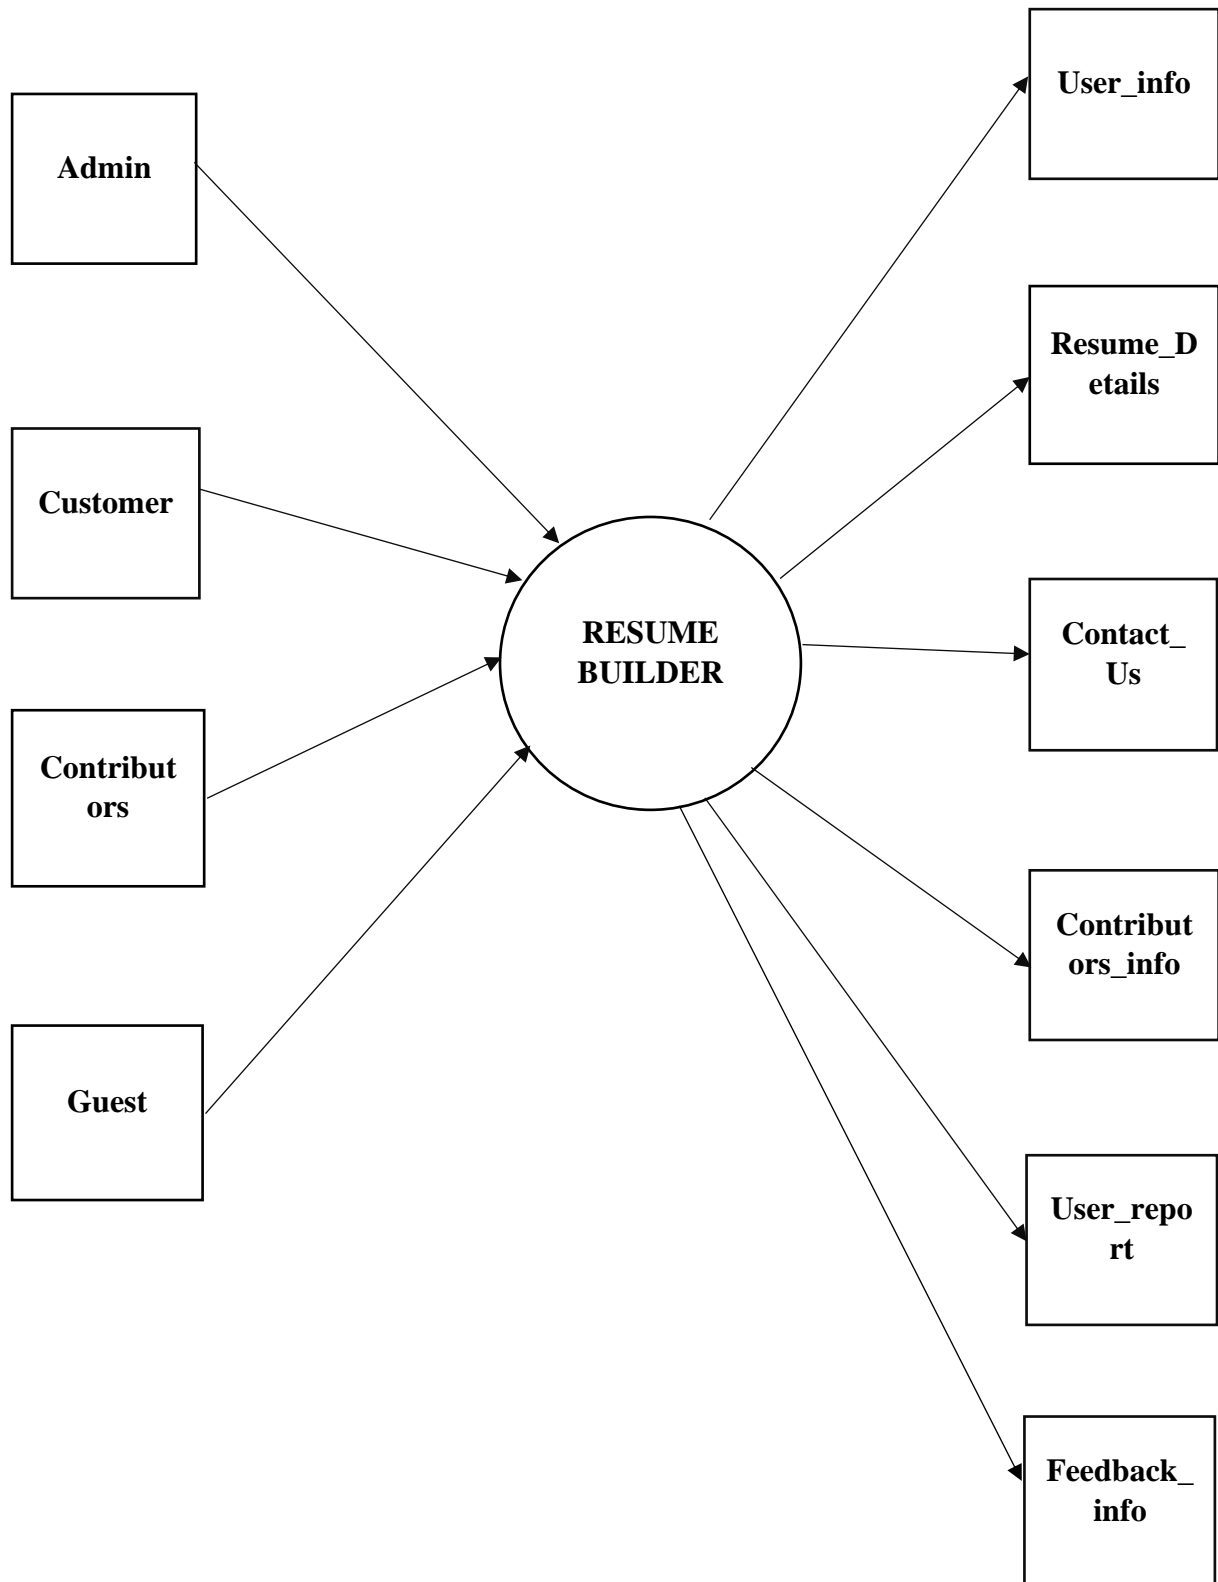 Admin
Customer
Contribut
ors
Guest
RESUME
BUILDER
User_info
Resume_D
etails
Contact_
Us
Contribut
ors_info
User_repo
rt
Feedback_
info